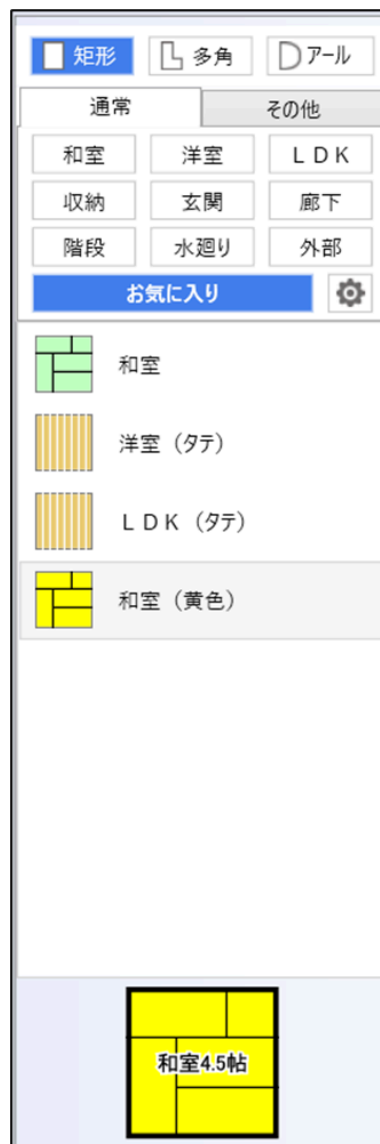 矩形 多角 アール
通常 その他
和室 洋室 ＬＤＫ
収納 玄関 廊下
階段 水廻り 外部
お気に入り
和室
洋室（タテ）
ＬＤＫ（タテ）
和室（黄色）
和室4.5帖